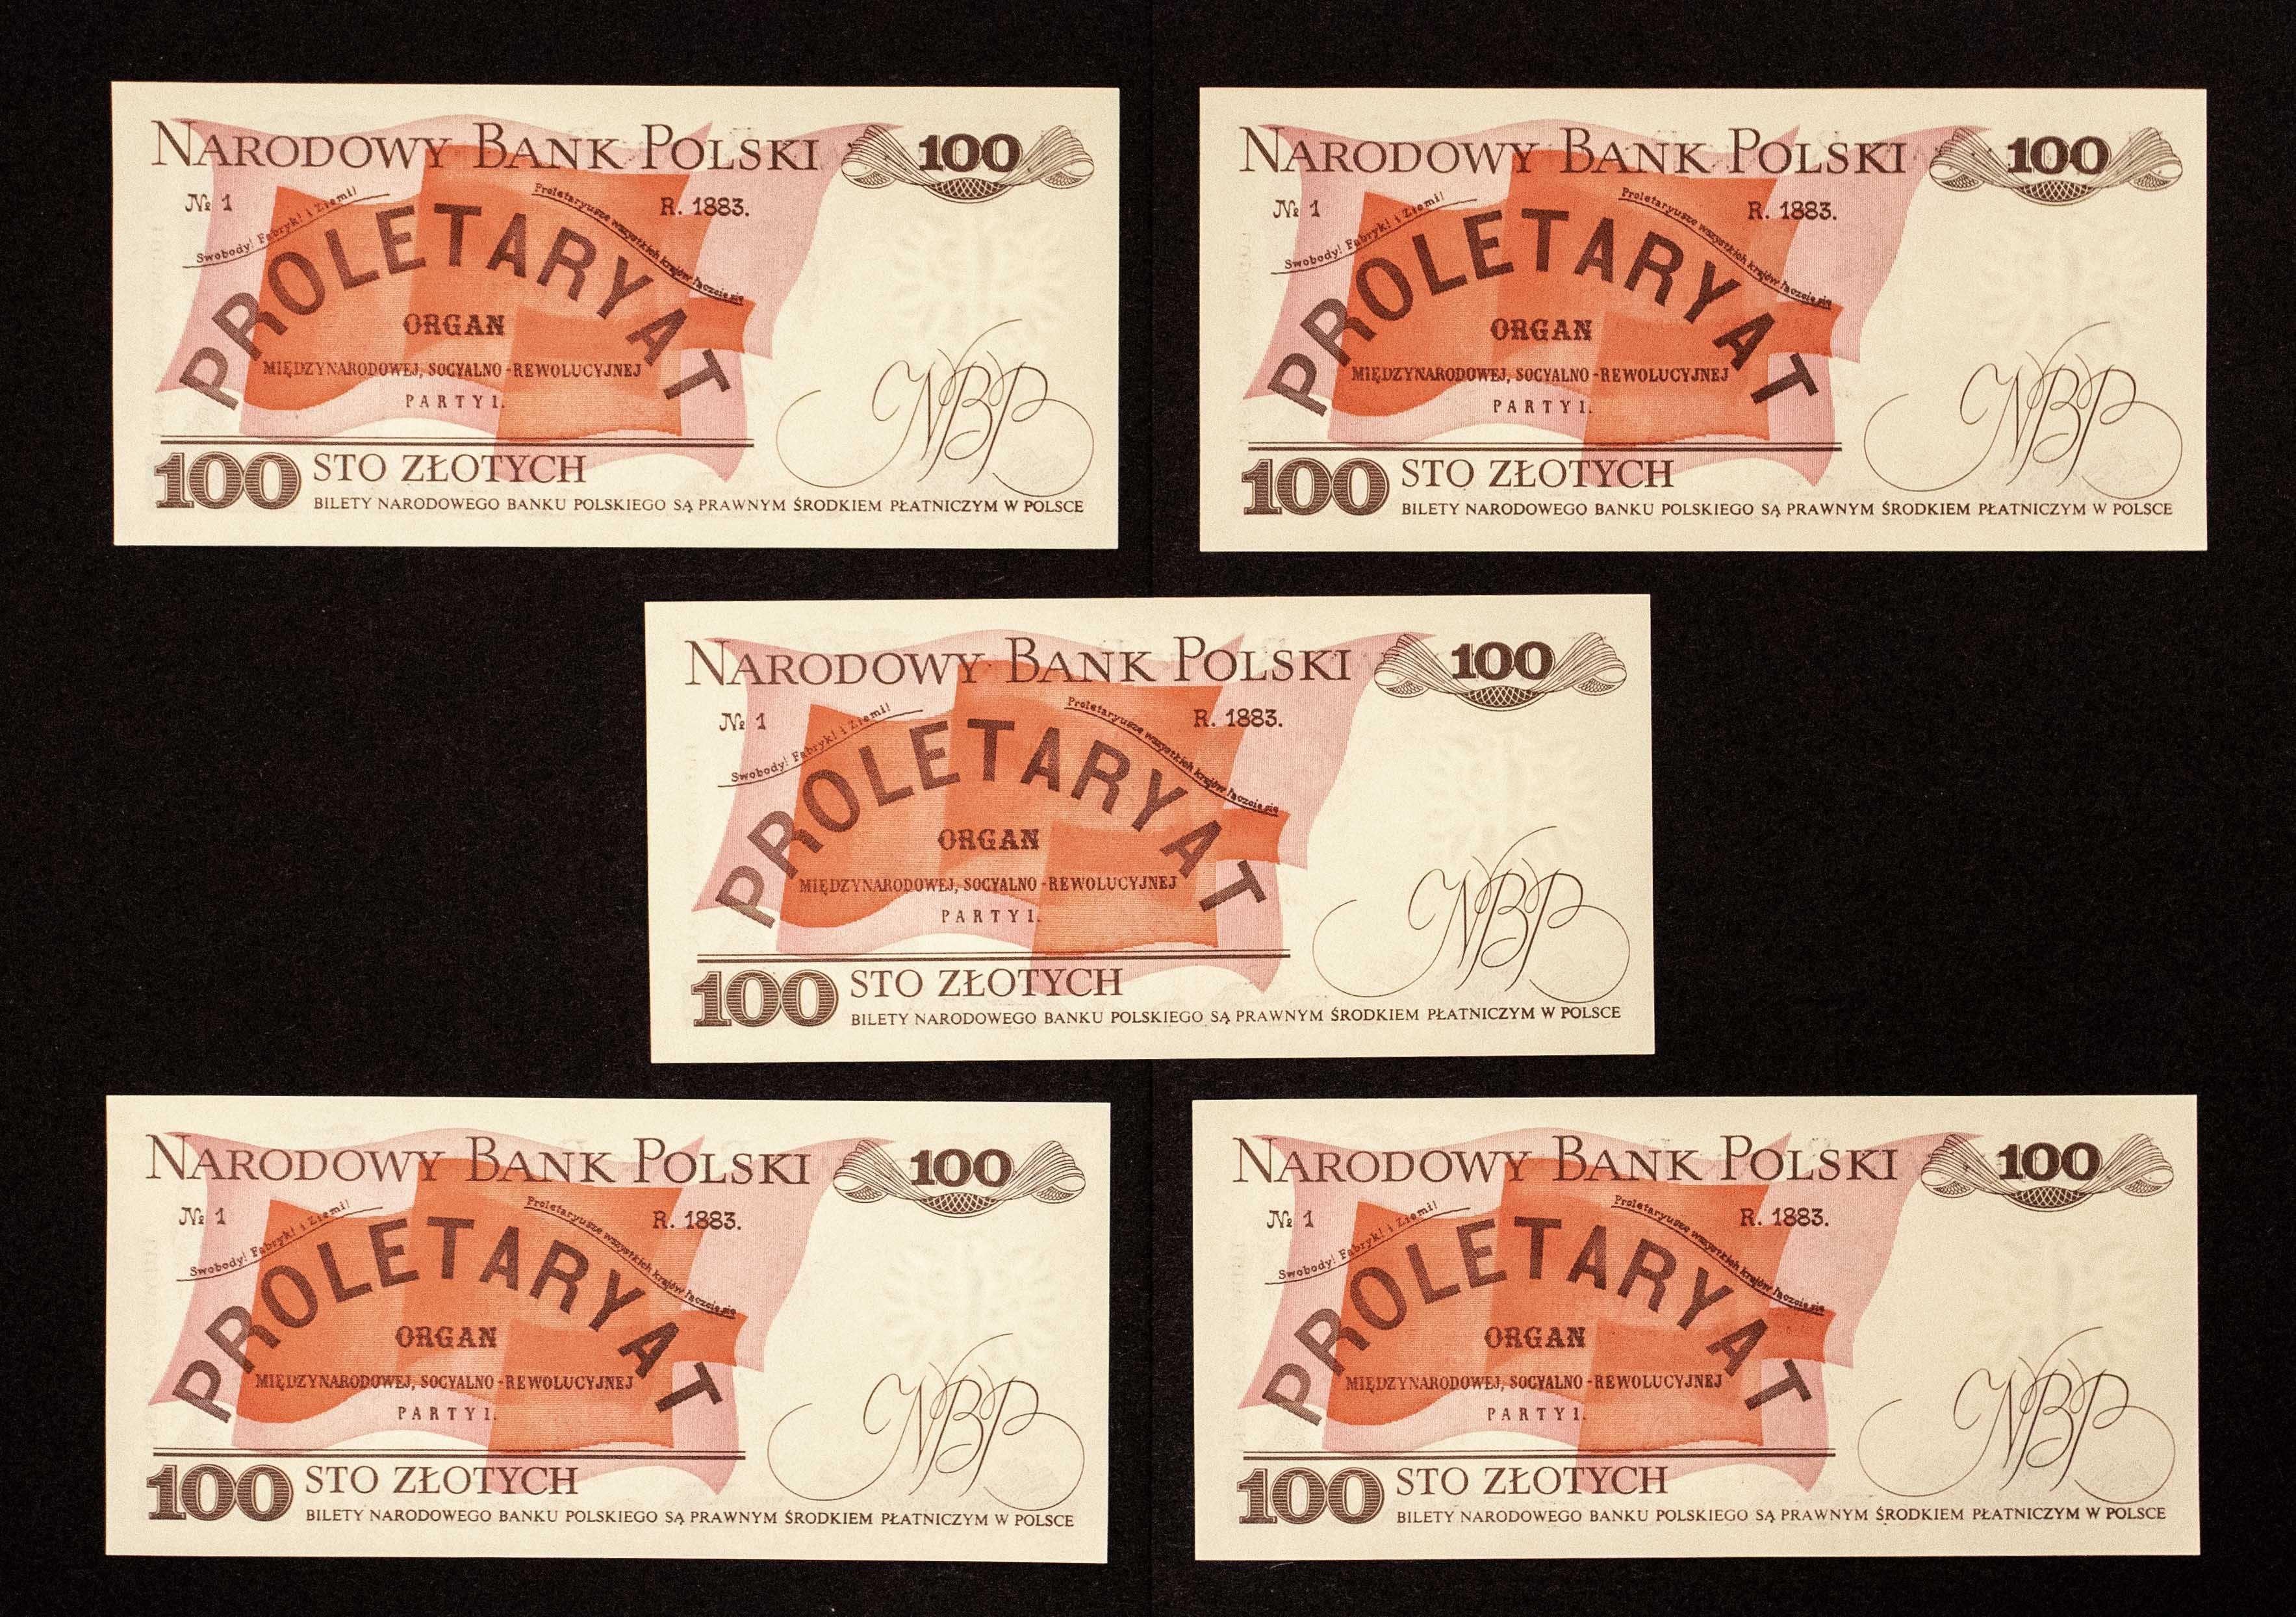 NARODOWY BANK POLSKI 100
№ 1 R. 1883.
Swobody! Fabryk! i Ziemi!
Proletaryusze wszystkich krajów łączcie się
PROLETARYAT
ORGAN
MIĘDZYNARODOWEJ, SOCYALNO-REWOLUCYJNEJ
PARTYI.
NBP
100 STO ZŁOTYCH
BILETY NARODOWEGO BANKU POLSKIEGO SĄ PRAWNYM ŚRODKIEM PŁATNICZYM W POLSCE
NARODOWY BANK POLSKI 100
№ 1 R. 1883.
Swobody! Fabryk! i Ziemi!
Proletaryusze wszystkich krajów łączcie się
PROLETARYAT
ORGAN
MIĘDZYNARODOWEJ, SOCYALNO-REWOLUCYJNEJ
PARTYI.
NBP
100 STO ZŁOTYCH
BILETY NARODOWEGO BANKU POLSKIEGO SĄ PRAWNYM ŚRODKIEM PŁATNICZYM W POLSCE
NARODOWY BANK POLSKI 100
№ 1 R. 1883.
Swobody! Fabryk! i Ziemi!
Proletaryusze wszystkich krajów łączcie się
PROLETARYAT
ORGAN
MIĘDZYNARODOWEJ, SOCYALNO-REWOLUCYJNEJ
PARTYI.
NBP
100 STO ZŁOTYCH
BILETY NARODOWEGO BANKU POLSKIEGO SĄ PRAWNYM ŚRODKIEM PŁATNICZYM W POLSCE
NARODOWY BANK POLSKI 100
№ 1 R. 1883.
Swobody! Fabryk! i Ziemi!
Proletaryusze wszystkich krajów łączcie się
PROLETARYAT
ORGAN
MIĘDZYNARODOWEJ, SOCYALNO-REWOLUCYJNEJ
PARTYI.
NBP
100 STO ZŁOTYCH
BILETY NARODOWEGO BANKU POLSKIEGO SĄ PRAWNYM ŚRODKIEM PŁATNICZYM W POLSCE
NARODOWY BANK POLSKI 100
№ 1 R. 1883.
Swobody! Fabryk! i Ziemi!
Proletaryusze wszystkich krajów łączcie się
PROLETARYAT
ORGAN
MIĘDZYNARODOWEJ, SOCYALNO-REWOLUCYJNEJ
PARTYI.
NBP
100 STO ZŁOTYCH
BILETY NARODOWEGO BANKU POLSKIEGO SĄ PRAWNYM ŚRODKIEM PŁATNICZYM W POLSCE